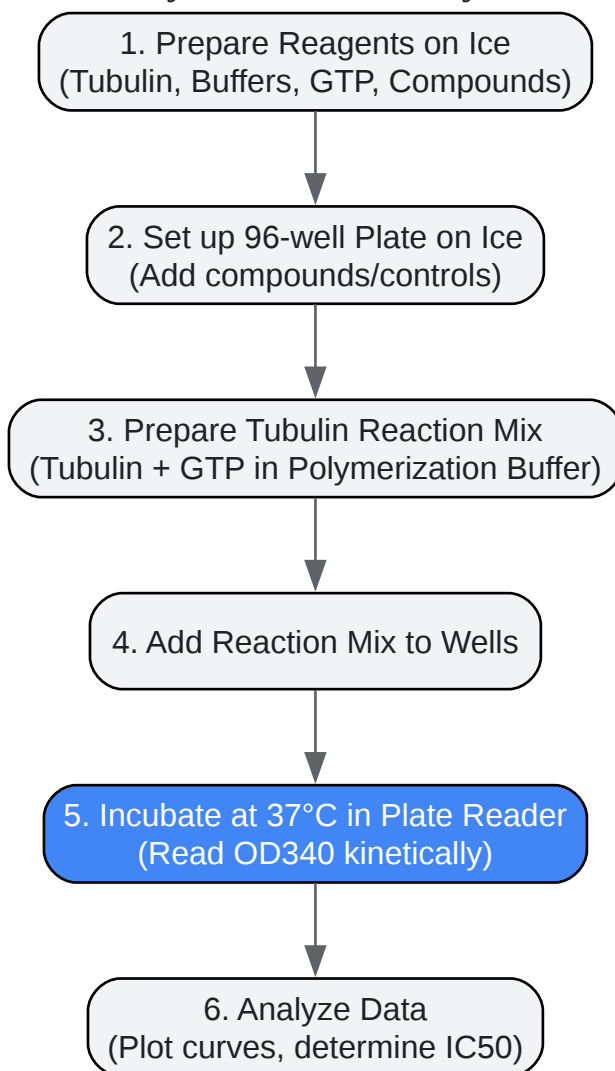 1. Prepare Reagents on Ice
(Tubulin, Buffers, GTP, Compounds)
2. Set up 96-well Plate on Ice
(Add compounds/controls)
3. Prepare Tubulin Reaction Mix
(Tubulin + GTP in Polymerization Buffer)
4. Add Reaction Mix to Wells
5. Incubate at 37°C in Plate Reader
(Read OD340 kinetically)
6. Analyze Data
(Plot curves, determine IC50)